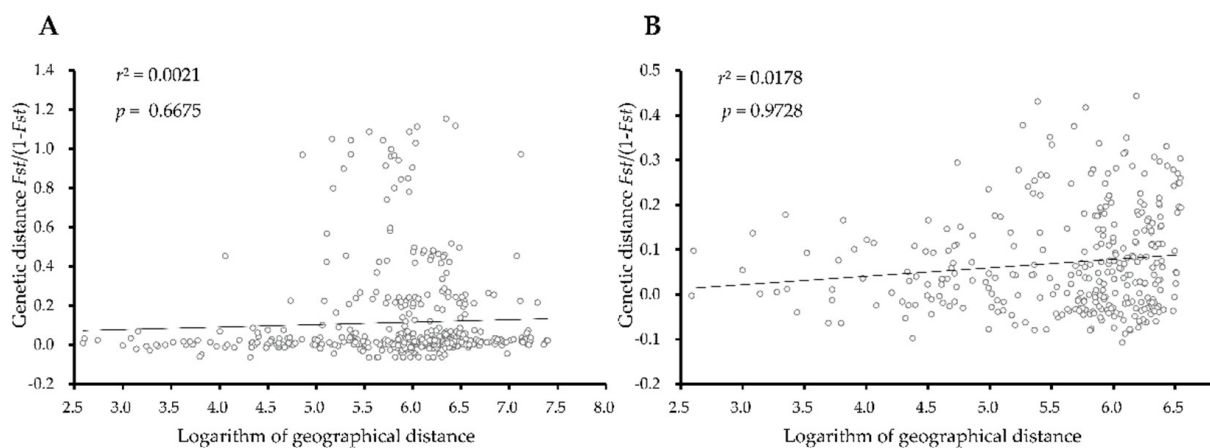 A
r² = 0.0021
p = 0.6675
Genetic distance Fst/(1-Fst)
1.4
1.2
1.0
0.8
0.6
0.4
0.2
0.0
-0.2
2.5 3.0 3.5 4.0 4.5 5.0 5.5 6.0 6.5 7.0 7.5 8.0
Logarithm of geographical distance
B
r² = 0.0178
p = 0.9728
Genetic distance Fst/(1-Fst)
0.5
0.4
0.3
0.2
0.1
0.0
-0.1
-0.2
2.5 3.0 3.5 4.0 4.5 5.0 5.5 6.0 6.5
Logarithm of geographical distance